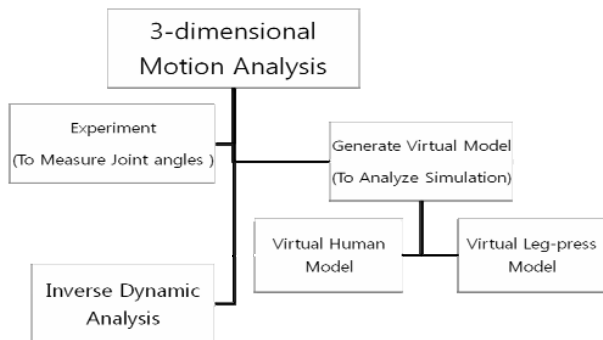 3-dimensional
Motion Analysis
Experiment
(To Measure Joint angles )
Generate Virtual Model
(To Analyze Simulation)
Virtual Human
Model
Virtual Leg-press
Model
Inverse Dynamic
Analysis